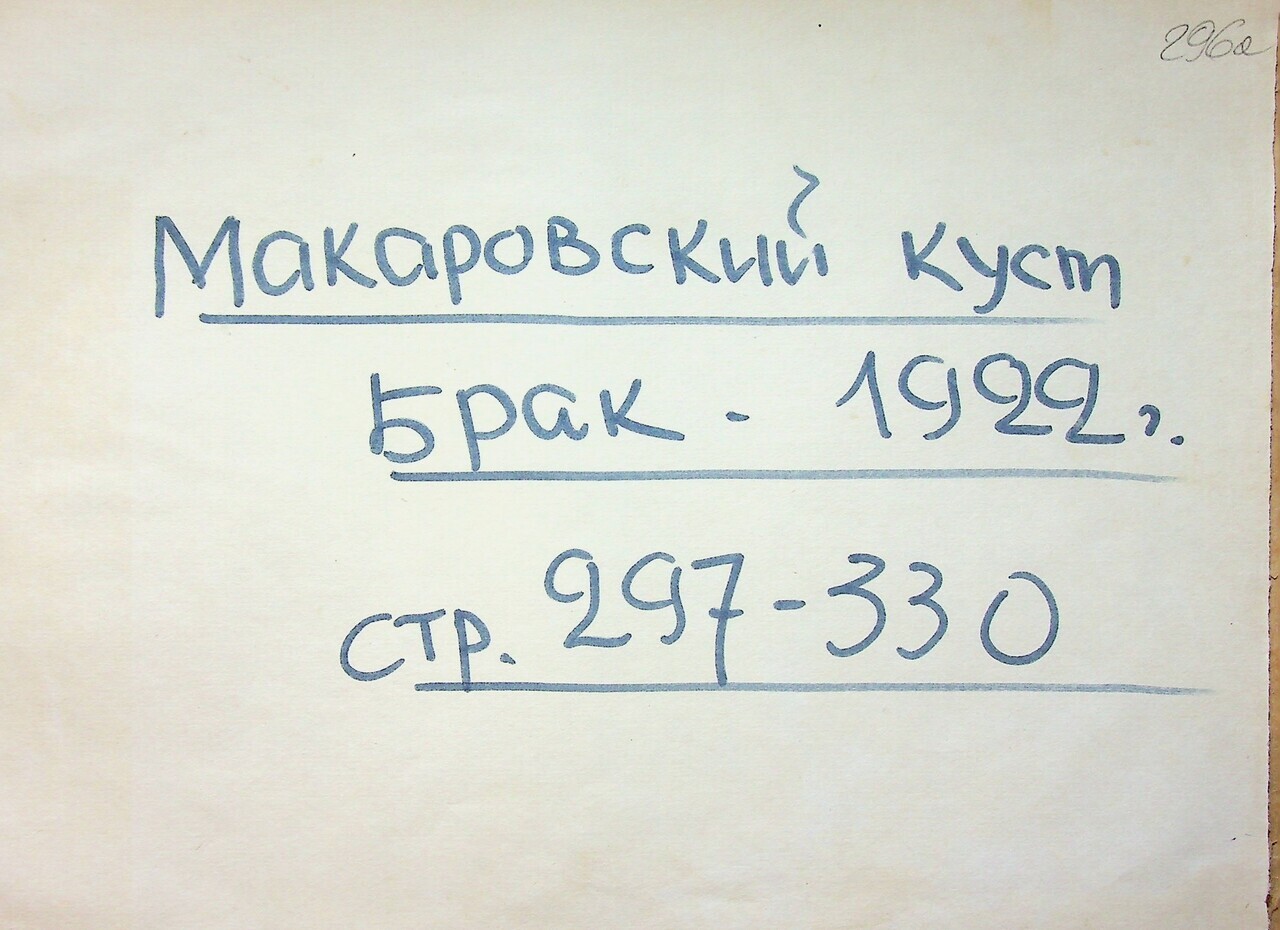 296а
Макаровский куст
Брак - 1922 г.
стр. 297-330